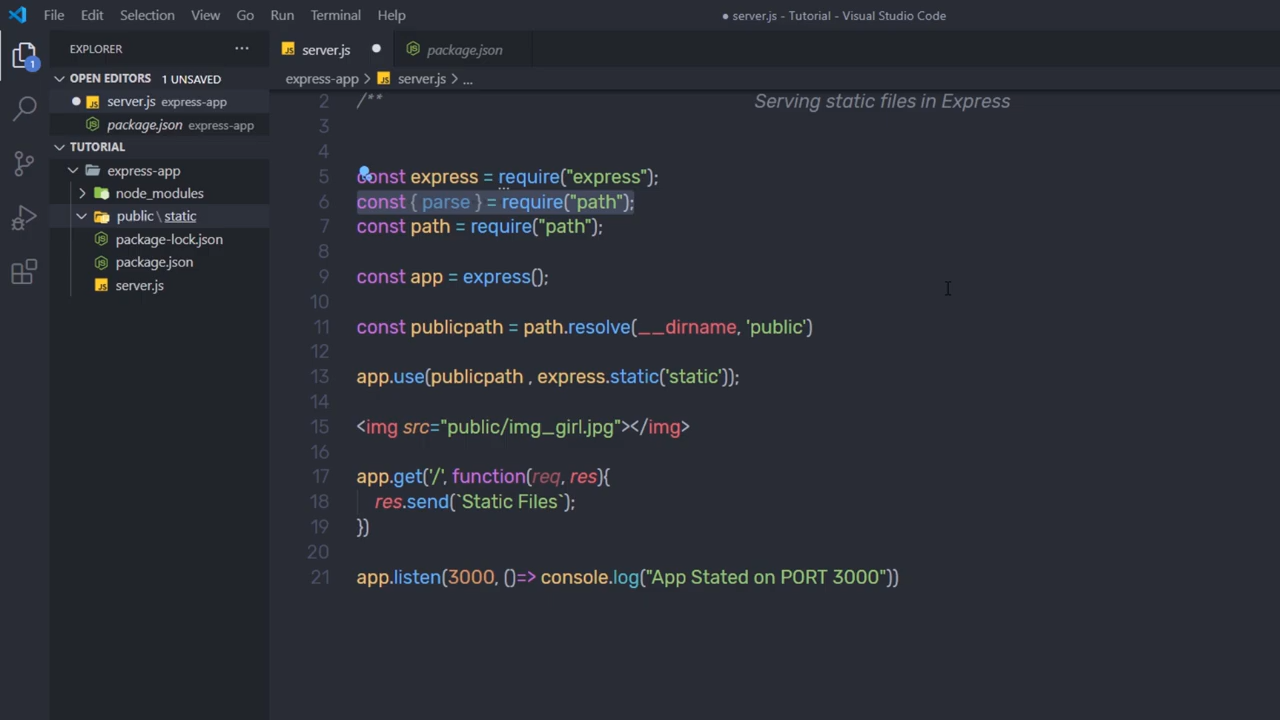 File Edit Selection View Go Run Terminal Help
● server.js - Tutorial - Visual Studio Code
EXPLORER
server.js
package.json
OPEN EDITORS 1 UNSAVED
express-app > server.js > ...
server.js express-app
package.json express-app
TUTORIAL
express-app
node_modules
public \ static
package-lock.json
package.json
server.js
1
2 /** Serving static files in Express
3
4
5 const express = require("express");
6 const { parse } = require("path");
7 const path = require("path");
8
9 const app = express();
10
11 const publicpath = path.resolve(__dirname, 'public')
12
13 app.use(publicpath , express.static('static'));
14
15 <img src="public/img_girl.jpg"></img>
16
17 app.get('/', function(req, res){
18 res.send(`Static Files`);
19 })
20
21 app.listen(3000, ()=> console.log("App Stated on PORT 3000"))